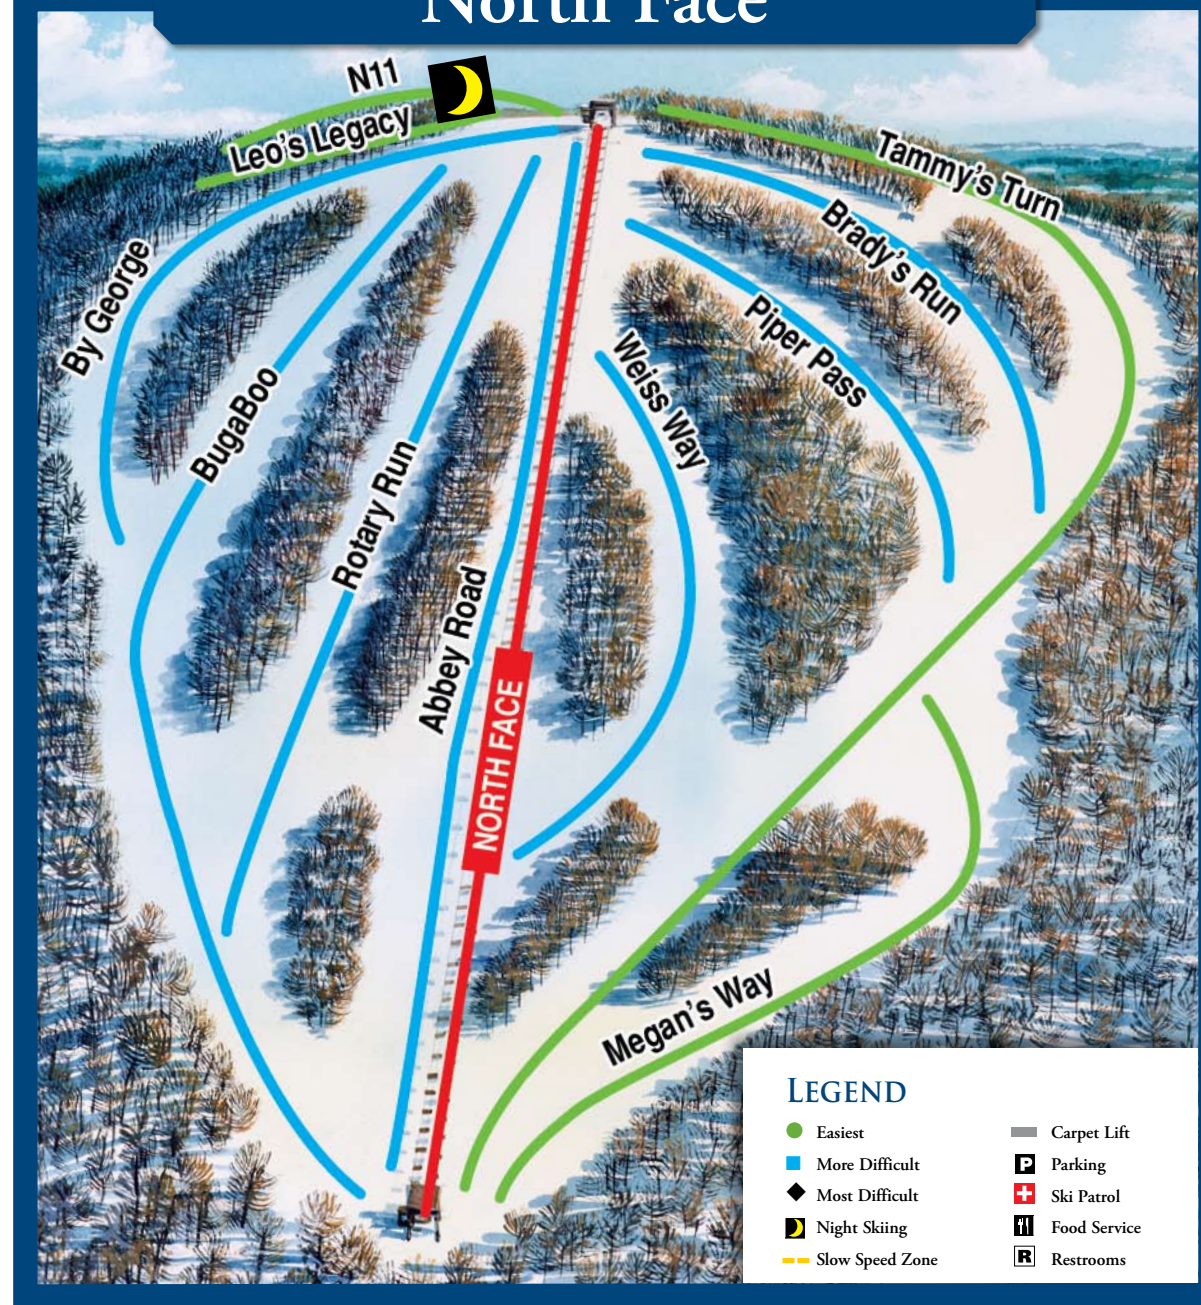 North Face
N11
Leo's Legacy
Tammy's Turn
Brady's Run
By George
Piper Pass
Weiss Way
BugaBoo
Rotary Run
Abbey Road
NORTH FACE
Megan's Way
LEGEND
Easiest
More Difficult
Most Difficult
Night Skiing
Slow Speed Zone
Carpet Lift
P Parking
Ski Patrol
Food Service
R Restrooms